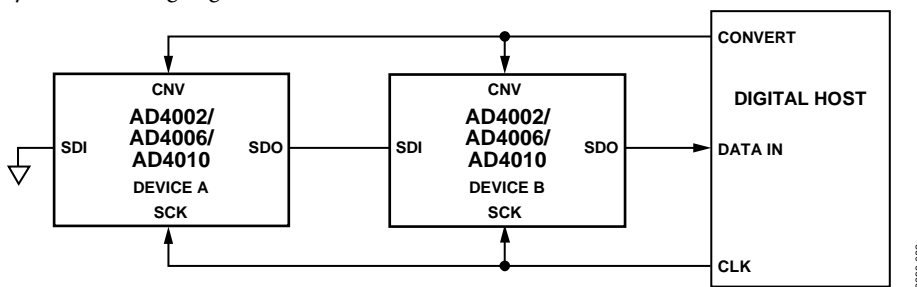 CONVERT
CNV
CNV
DIGITAL HOST
AD4002/
AD4006/
AD4010
AD4002/
AD4006/
AD4010
SDI
SDO
SDI
SDO
DATA IN
DEVICE A
DEVICE B
SCK
SCK
CLK